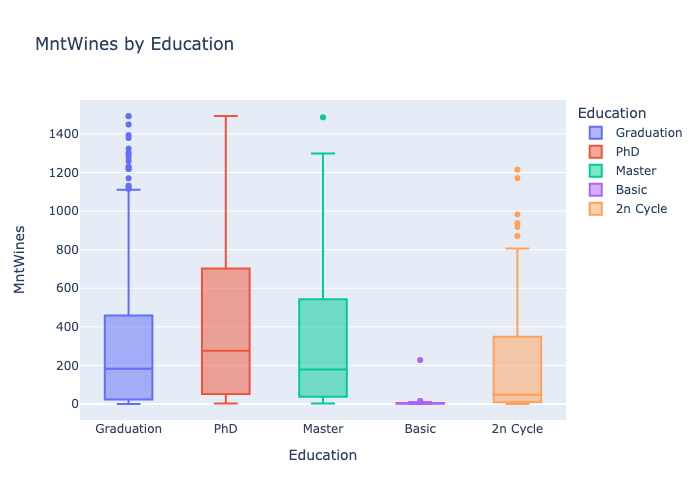 MntWines by Education
Education
Graduation
PhD
Master
Basic
2n Cycle
MntWines
1400
1200
1000
800
600
400
200
0
Graduation PhD Master Basic 2n Cycle
Education